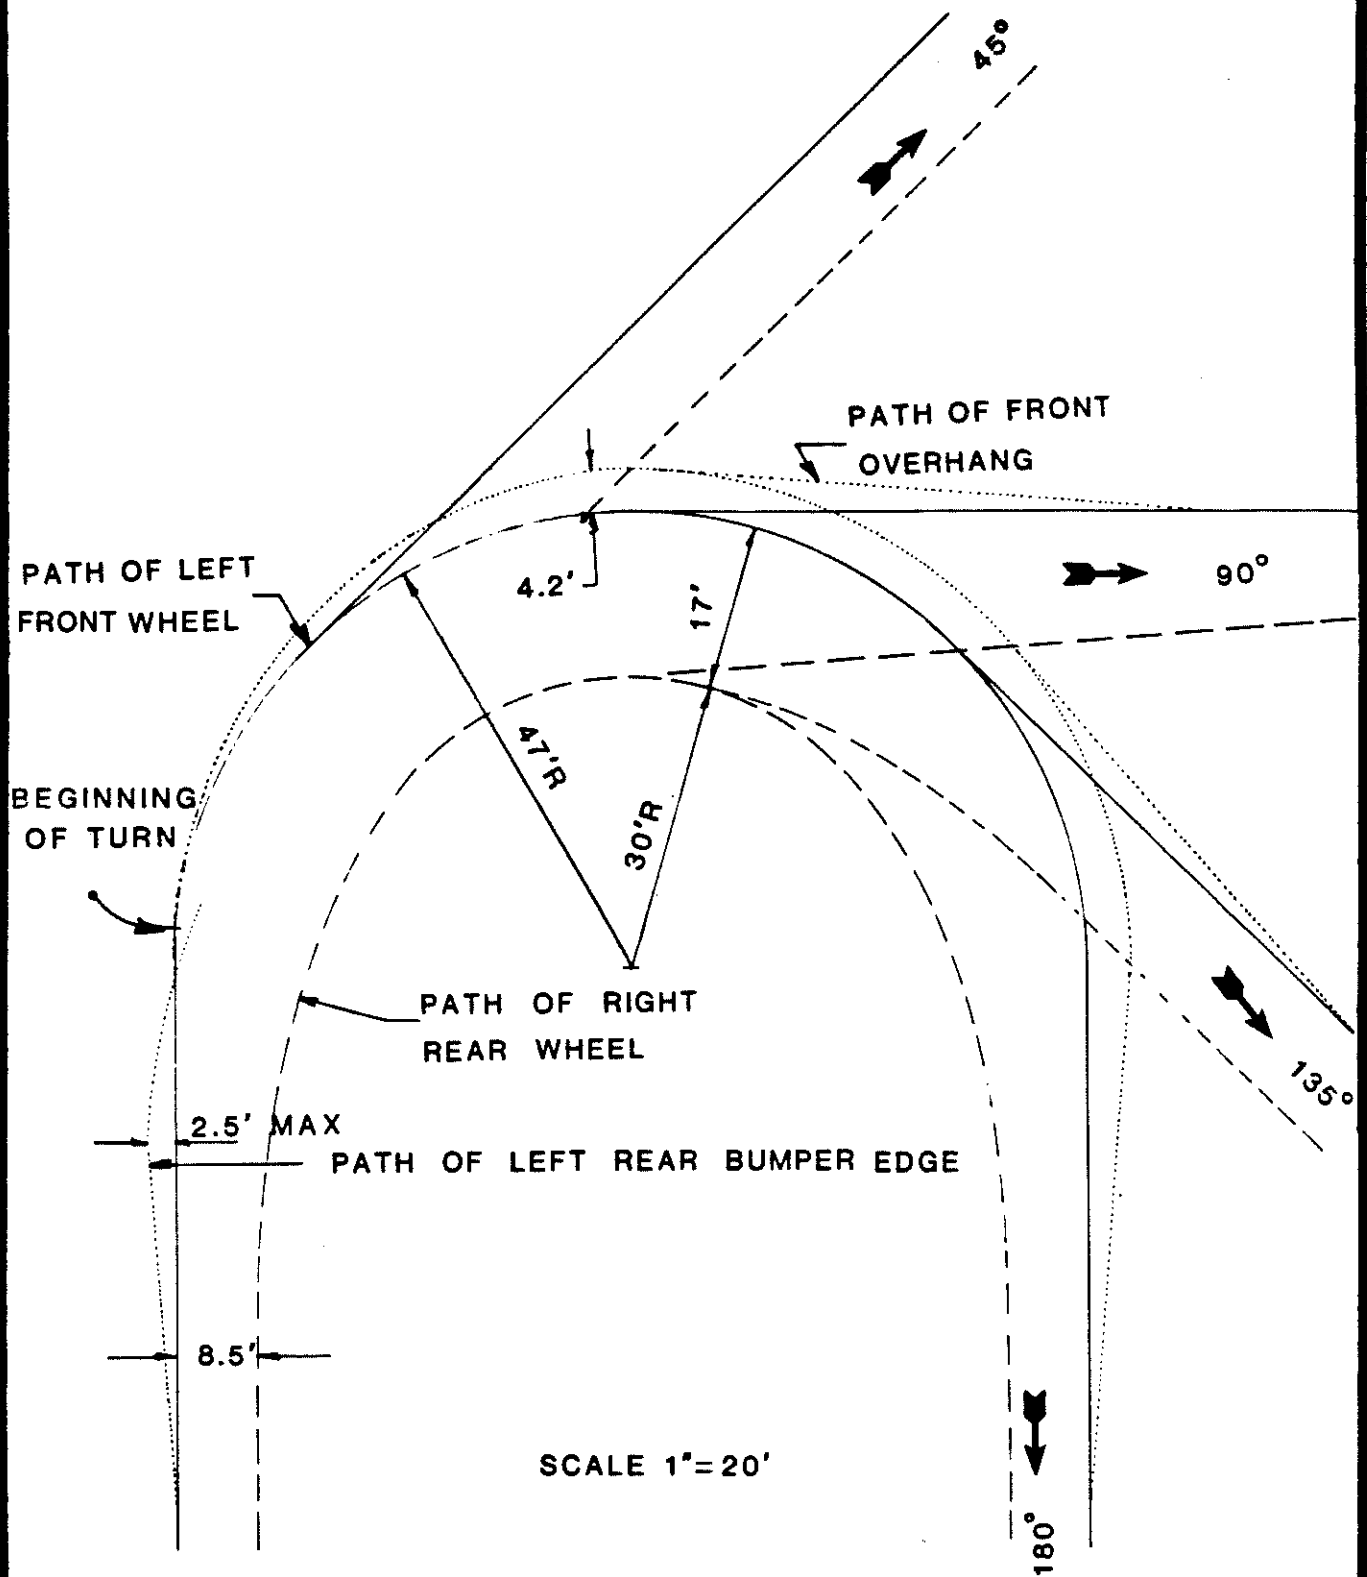 45°
PATH OF FRONT
OVERHANG
PATH OF LEFT
FRONT WHEEL
4.2'
17'
90°
47'R
30'R
BEGINNING
OF TURN
PATH OF RIGHT
REAR WHEEL
135°
2.5' MAX
PATH OF LEFT REAR BUMPER EDGE
8.5'
SCALE 1"=20'
180°